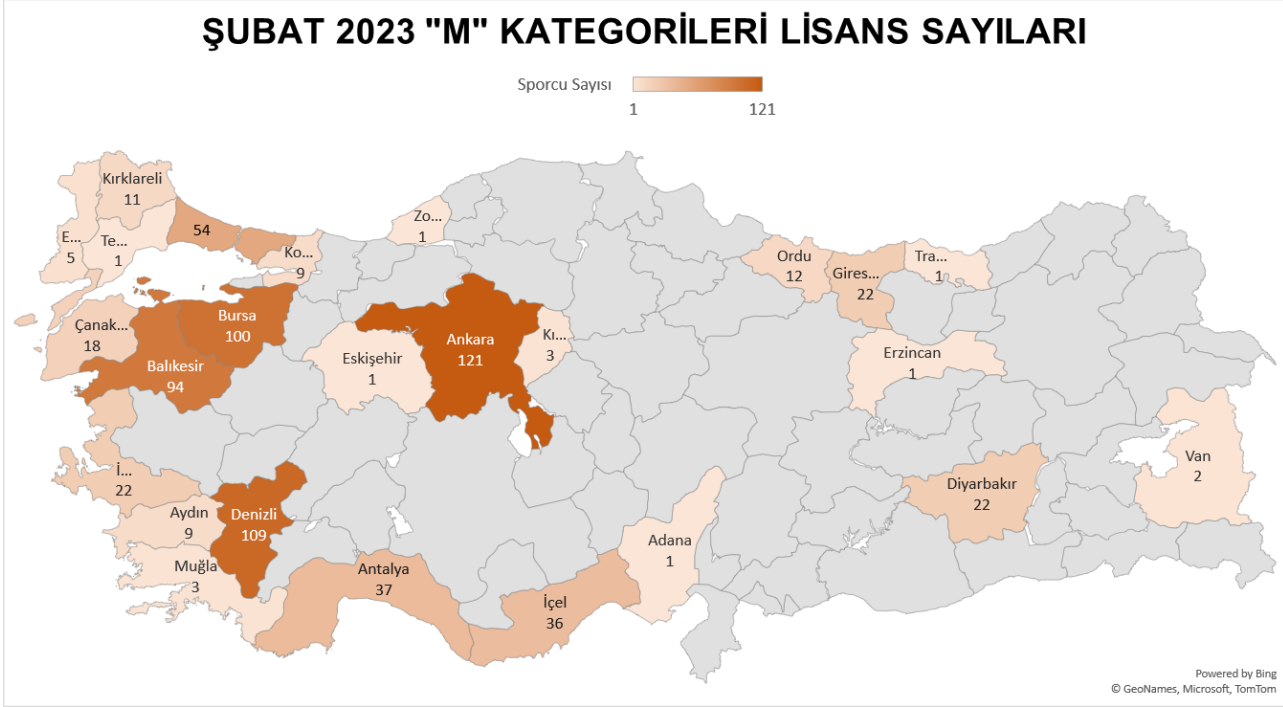 ŞUBAT 2023 "M" KATEGORİLERİ LİSANS SAYILARI
Sporcu Sayısı
1
121
Kırklareli
11
E...
5
Te...
1
54
Ko...
9
Zo...
1
Ordu
12
Gires...
22
Tra...
1
Çanak...
18
Bursa
100
Balıkesir
94
Eskişehir
1
Ankara
121
Kı...
3
Erzincan
1
Van
2
İ...
22
Aydın
9
Denizli
109
Muğla
3
Antalya
37
İçel
36
Adana
1
Diyarbakır
22
Powered by Bing
© GeoNames, Microsoft, TomTom